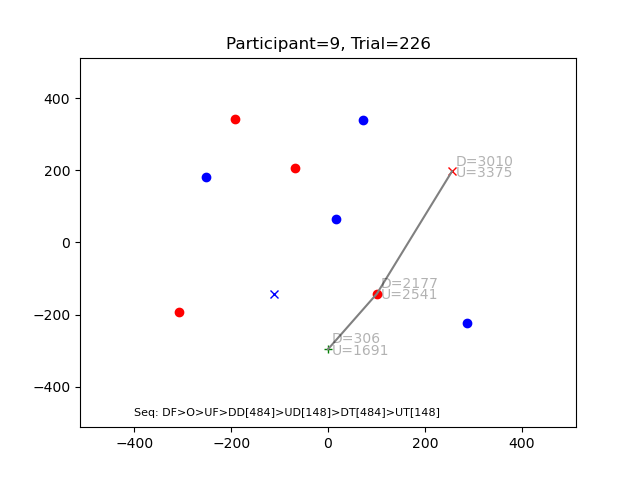 Participant=9, Trial=226
400
200
0
−200
−400
D=3010
U=3375
D=2177
U=2541
D=306
U=1691
Seq: DF>O>UF>DD[484]>UD[148]>DT[484]>UT[148]
−400 −200 0 200 400